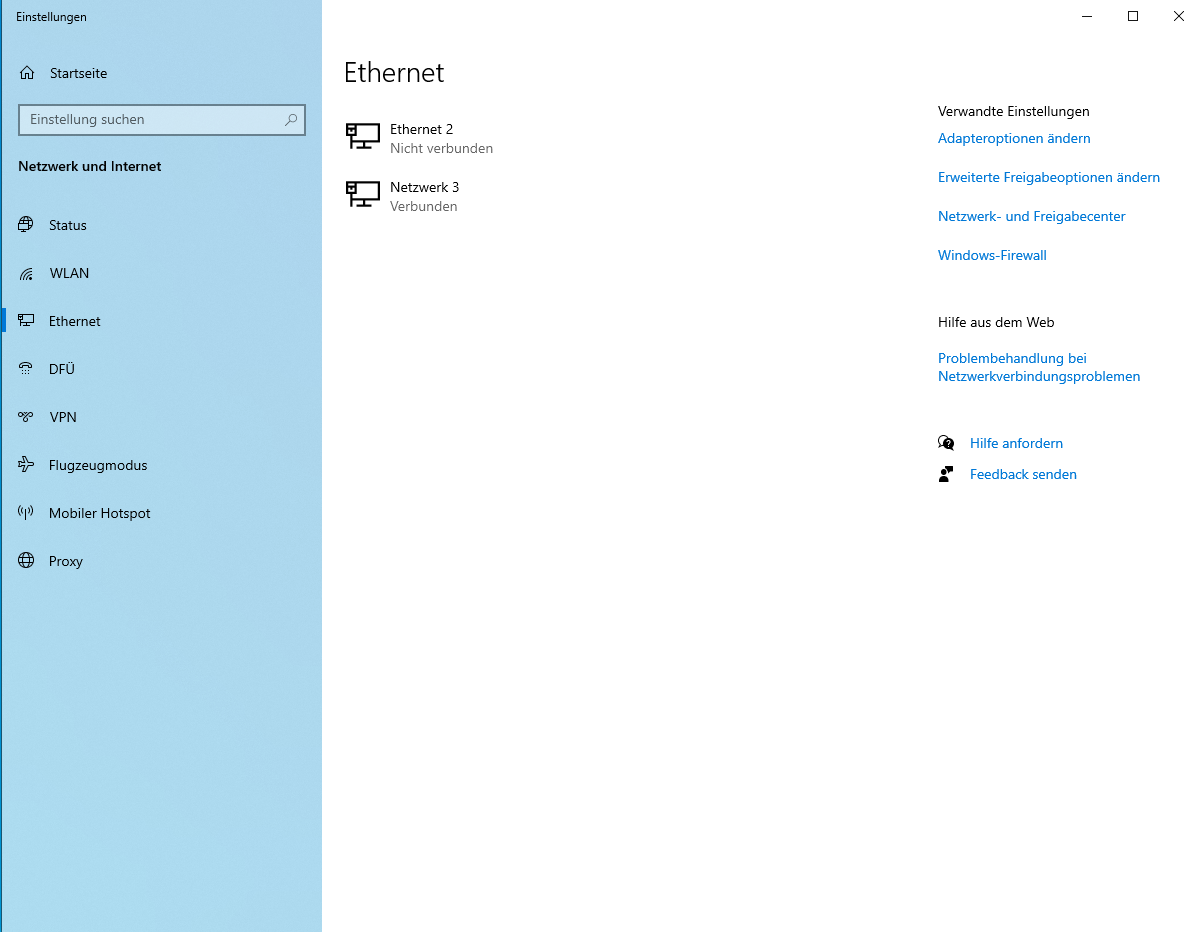 Einstellungen
Startseite
Einstellung suchen
Netzwerk und Internet
Status
WLAN
Ethernet
DFÜ
VPN
Flugzeugmodus
Mobiler Hotspot
Proxy
Ethernet
Ethernet 2
Nicht verbunden
Netzwerk 3
Verbunden
Verwandte Einstellungen
Adapteroptionen ändern
Erweiterte Freigabeoptionen ändern
Netzwerk- und Freigabecenter
Windows-Firewall
Hilfe aus dem Web
Problembehandlung bei
Netzwerkverbindungsproblemen
Hilfe anfordern
Feedback senden